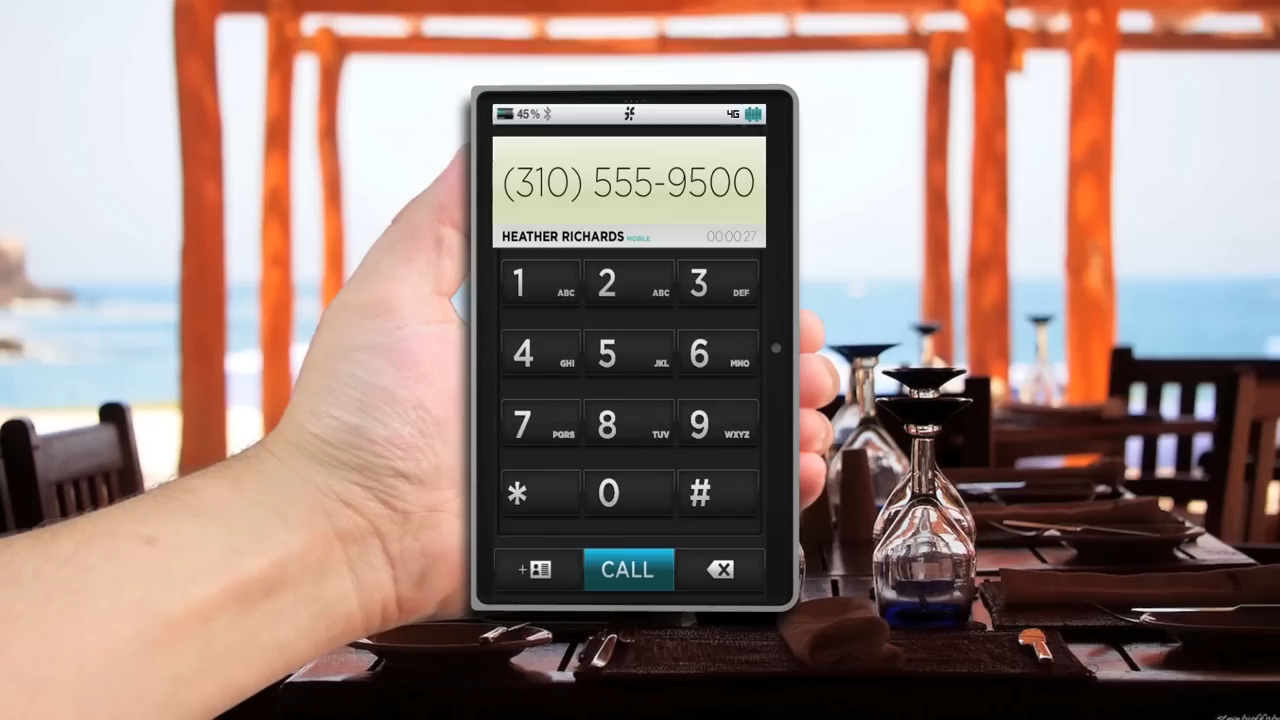 45%
4G
(310) 555-9500
HEATHER RICHARDS MOBILE 00:00:27
1 ABC 2 ABC 3 DEF
4 GHI 5 JKL 6 MNO
7 PQRS 8 TUV 9 WXYZ
* 0 #
+ CALL X